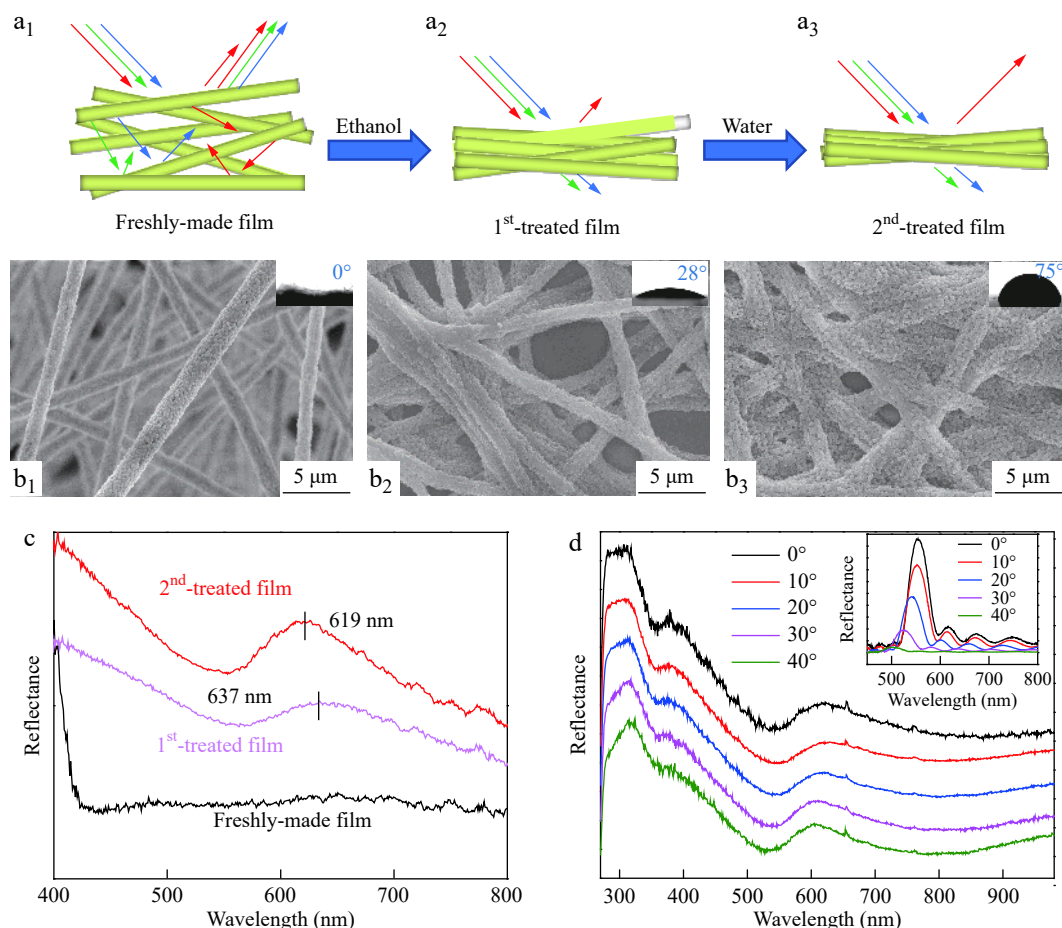 a1
a2
a3
Ethanol
Water
Freshly-made film
1st-treated film
2nd-treated film
0°
28°
75°
b1
5 μm
b2
5 μm
b3
5 μm
c
2nd-treated film
619 nm
637 nm
1st-treated film
Freshly-made film
Reflectance
400
500
600
700
800
Wavelength (nm)
d
0°
10°
20°
30°
40°
Reflectance
0°
10°
20°
30°
40°
500
600
700
800
Wavelength (nm)
Reflectance
300
400
500
600
700
800
900
Wavelength (nm)